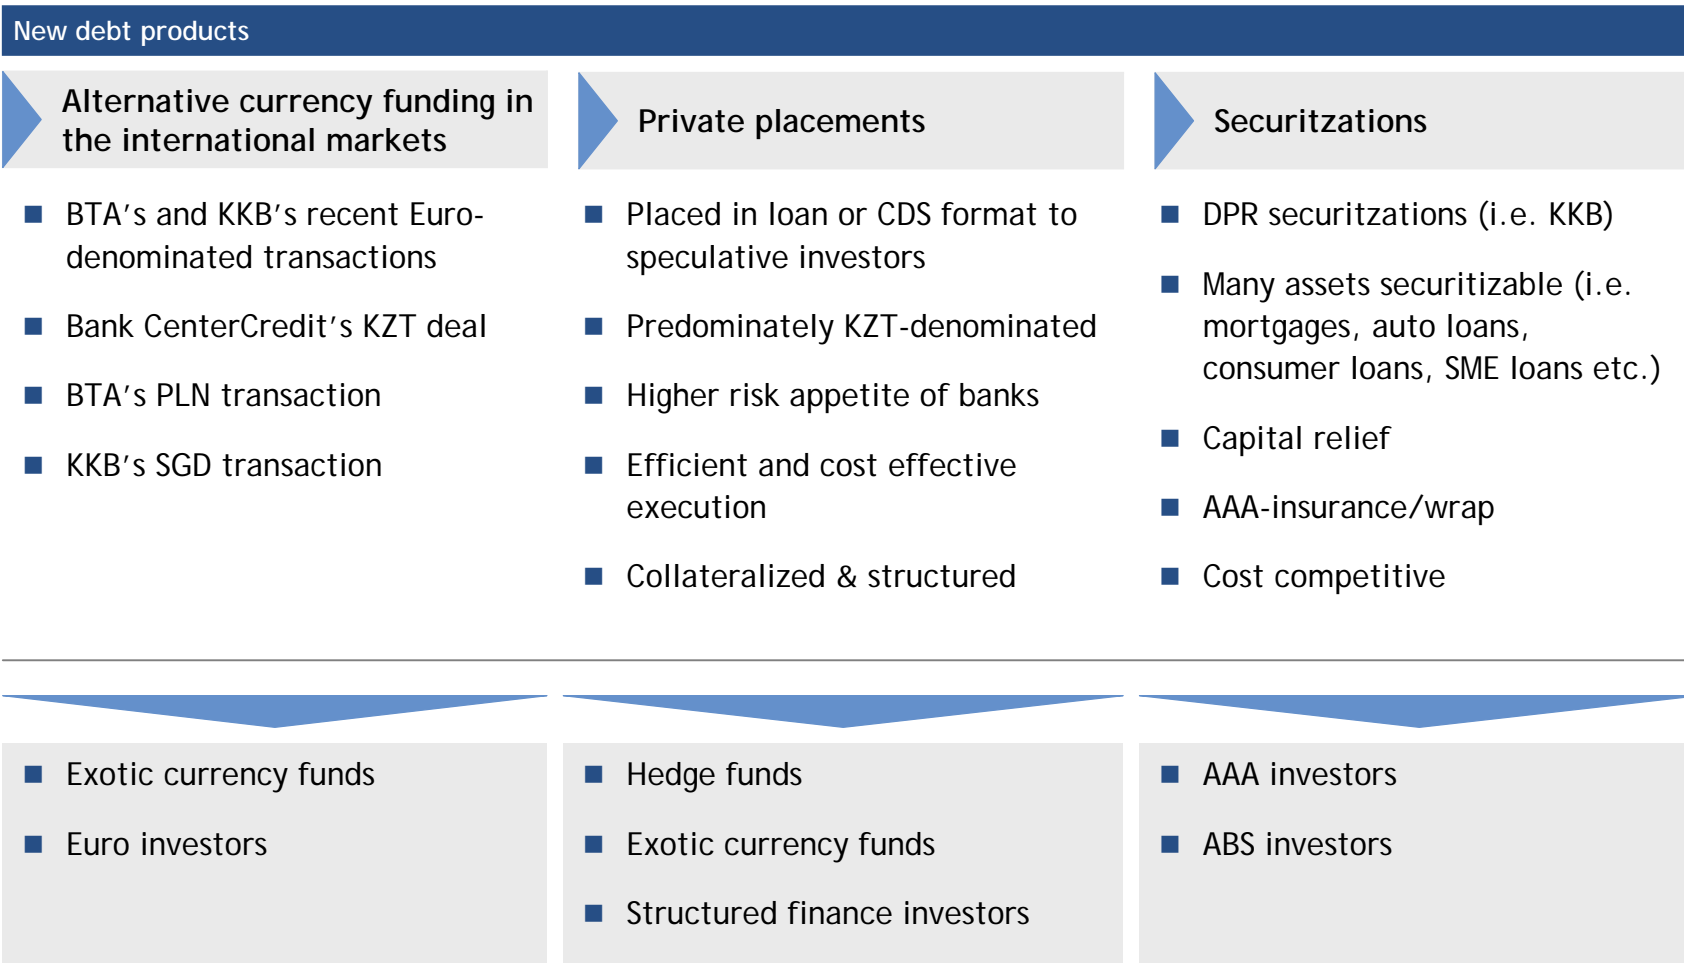 New debt products
Alternative currency funding in
the international markets
BTA's and KKB's recent Euro-
denominated transactions
Bank CenterCredit's KZT deal
BTA's PLN transaction
KKB's SGD transaction
Private placements
Placed in loan or CDS format to
speculative investors
Predominately KZT-denominated
Higher risk appetite of banks
Efficient and cost effective
execution
Collateralized & structured
Securitzations
DPR securitzations (i.e. KKB)
Many assets securitizable (i.e.
mortgages, auto loans,
consumer loans, SME loans etc.)
Capital relief
AAA-insurance/wrap
Cost competitive
Exotic currency funds
Euro investors
Hedge funds
Exotic currency funds
Structured finance investors
AAA investors
ABS investors